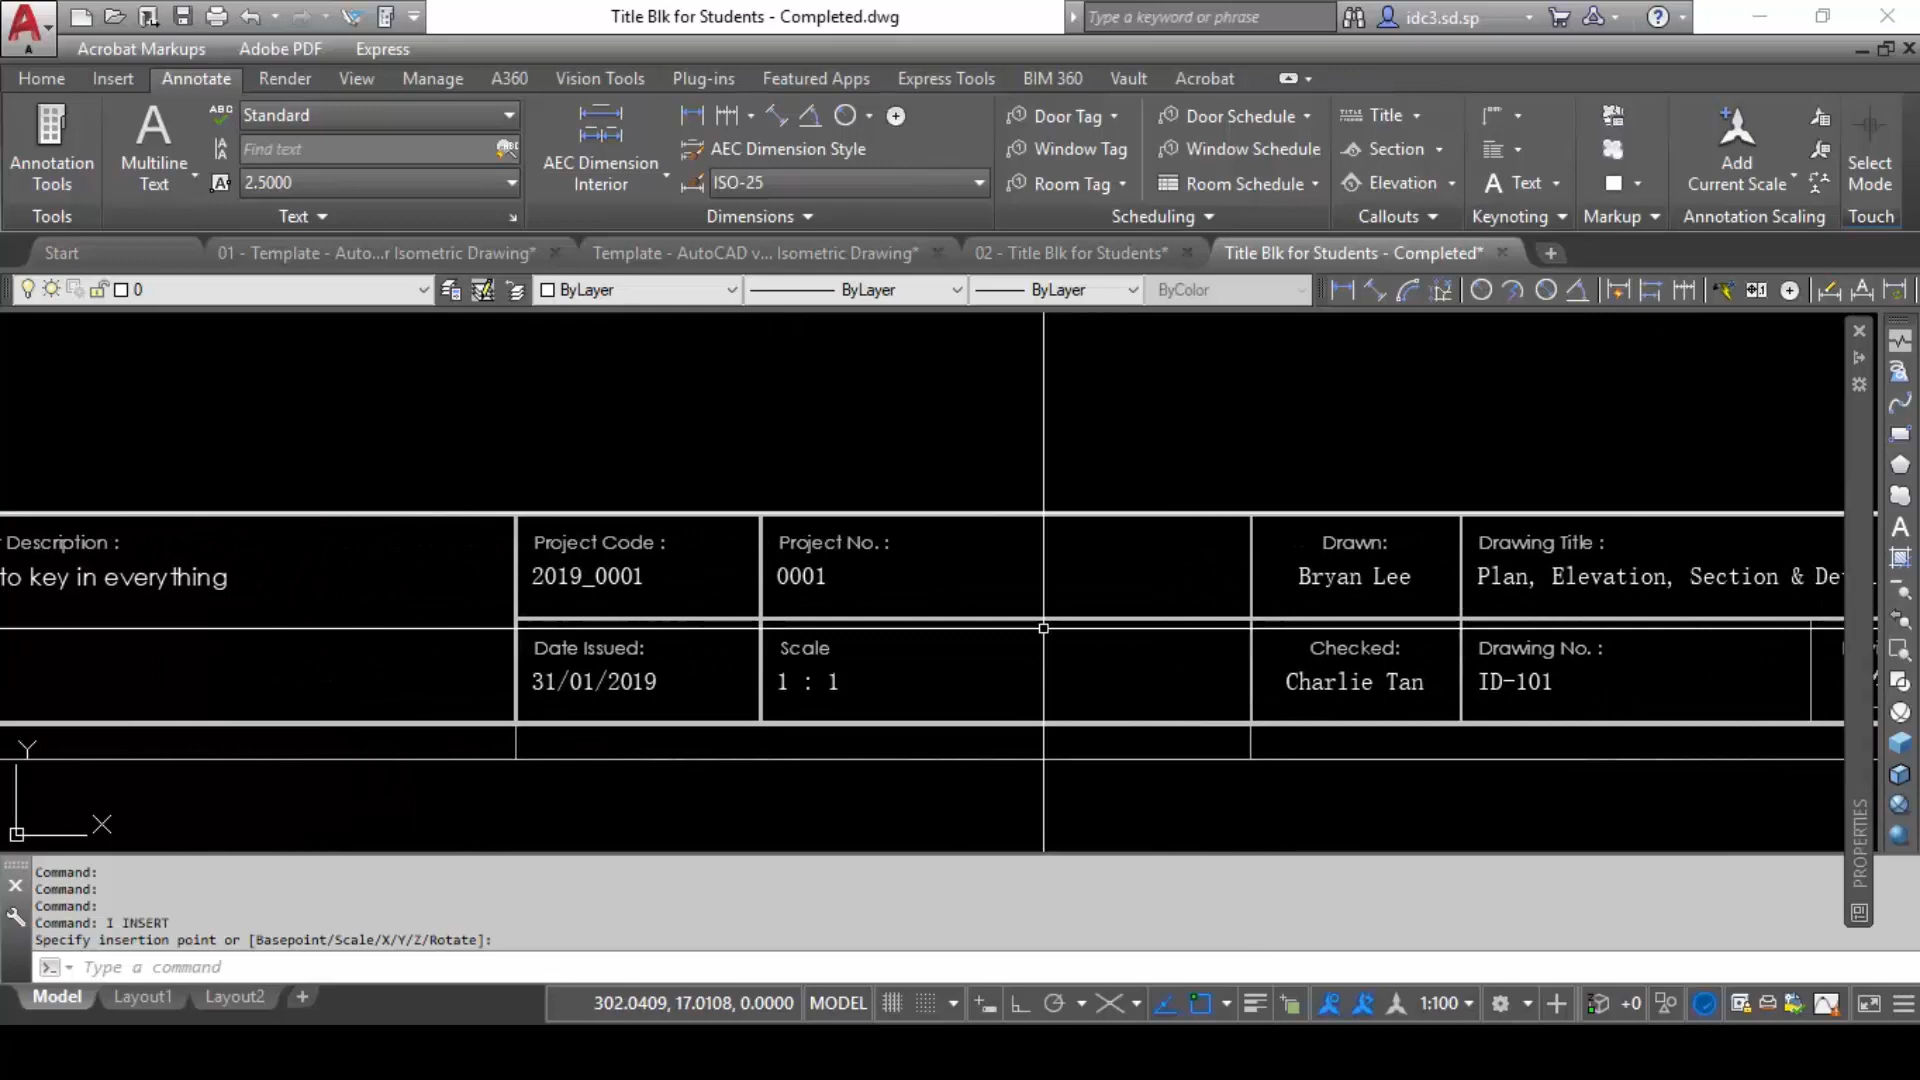 Title Blk for Students - Completed.dwg
Type a keyword or phrase
idc3.sd.sp
Acrobat Markups Adobe PDF Express
Home Insert Annotate Render View Manage A360 Vision Tools Plug-ins Featured Apps Express Tools BIM 360 Vault Acrobat
Annotation Tools
Tools
Multiline Text
Standard
Find text
2.5000
Text
AEC Dimension Interior
AEC Dimension Style
ISO-25
Dimensions
Door Tag
Window Tag
Room Tag
Door Schedule
Window Schedule
Room Schedule
Scheduling
Title
Section
Elevation
Callouts
Text
Keynoting
Markup
Add Current Scale
Annotation Scaling
Select Mode
Touch
Start
01 - Template - Auto...r Isometric Drawing*
Template - AutoCAD v... Isometric Drawing*
02 - Title Blk for Students*
Title Blk for Students - Completed*
0
ByLayer
ByLayer
ByLayer
ByColor
Description :
to key in everything
Project Code :
2019_0001
Project No. :
0001
Drawn:
Bryan Lee
Drawing Title :
Plan, Elevation, Section & De
Date Issued:
31/01/2019
Scale
1 : 1
Checked:
Charlie Tan
Drawing No. :
ID-101
Y
X
PROPERTIES
Command:
Command:
Command:
Command: I INSERT
Specify insertion point or [Basepoint/Scale/X/Y/Z/Rotate]:
Type a command
Model Layout1 Layout2
302.0409, 17.0108, 0.0000 MODEL
1:100
+0